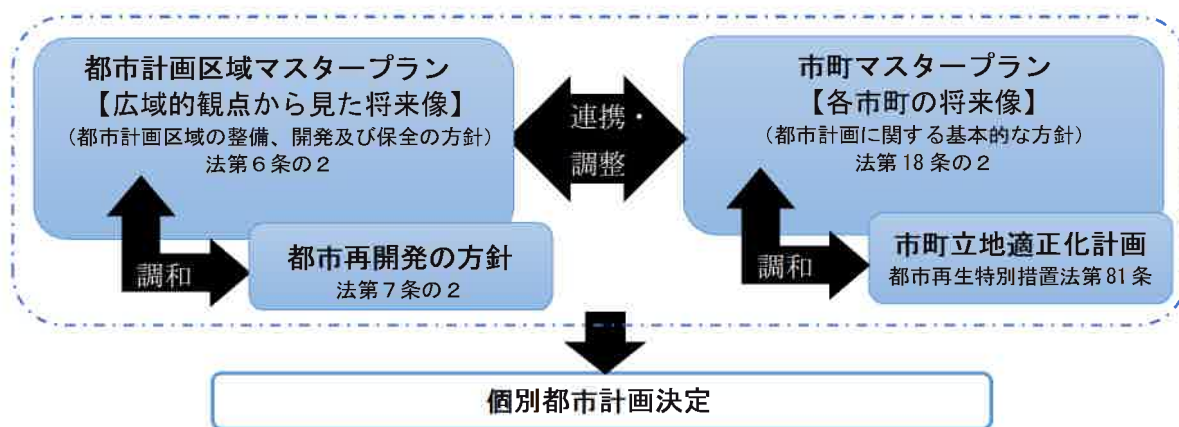 都市計画区域マスタープラン
【広域的観点から見た将来像】
(都市計画区域の整備、開発及び保全の方針)
法第6条の2
連携・
調整
市町マスタープラン
【各市町の将来像】
(都市計画に関する基本的な方針)
法第18条の2
調和
都市再開発の方針
法第7条の2
調和
市町立地適正化計画
都市再生特別措置法第81条
個別都市計画決定